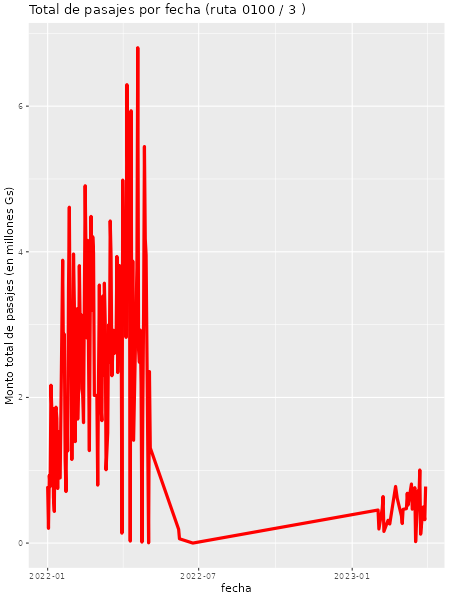 Total de pasajes por fecha (ruta 0100 / 3 )
Monto total de pasajes (en millones Gs)
6
4
2
0
2022-01
2022-07
2023-01
fecha